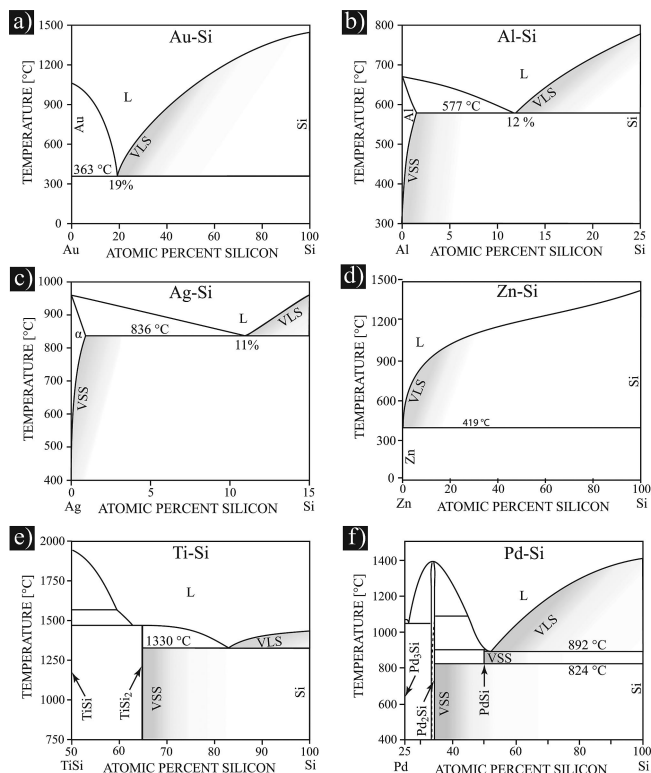 a)
Au-Si
TEMPERATURE [°C]
1500
1200
900
600
300
0
L
Au
VLS
Si
363 °C
19%
0 20 40 60 80 100
Au ATOMIC PERCENT SILICON Si
b)
Al-Si
TEMPERATURE [°C]
800
700
600
500
400
300
L
Al
577 °C
VLS
12 %
Si
VSS
0 5 10 15 20 25
Al ATOMIC PERCENT SILICON Si
c)
Ag-Si
TEMPERATURE [°C]
1000
900
800
700
600
500
400
L
α
836 °C
VLS
11%
VSS
0 5 10 15
Ag ATOMIC PERCENT SILICON Si
d)
Zn-Si
TEMPERATURE [°C]
1500
1200
900
600
300
0
L
VLS
Si
419 °C
Zn
0 20 40 60 80 100
Zn ATOMIC PERCENT SILICON Si
e)
Ti-Si
TEMPERATURE [°C]
2000
1750
1500
1250
1000
750
L
1330 °C
VLS
TiSi
TiSi2
VSS
Si
50 60 70 80 90 100
TiSi ATOMIC PERCENT SILICON Si
f)
Pd-Si
TEMPERATURE [°C]
1400
1200
1000
800
600
400
L
VLS
892 °C
VSS
824 °C
Pd3Si
Pd2Si
VSS
PdSi
Si
25 40 60 80 100
Pd ATOMIC PERCENT SILICON Si